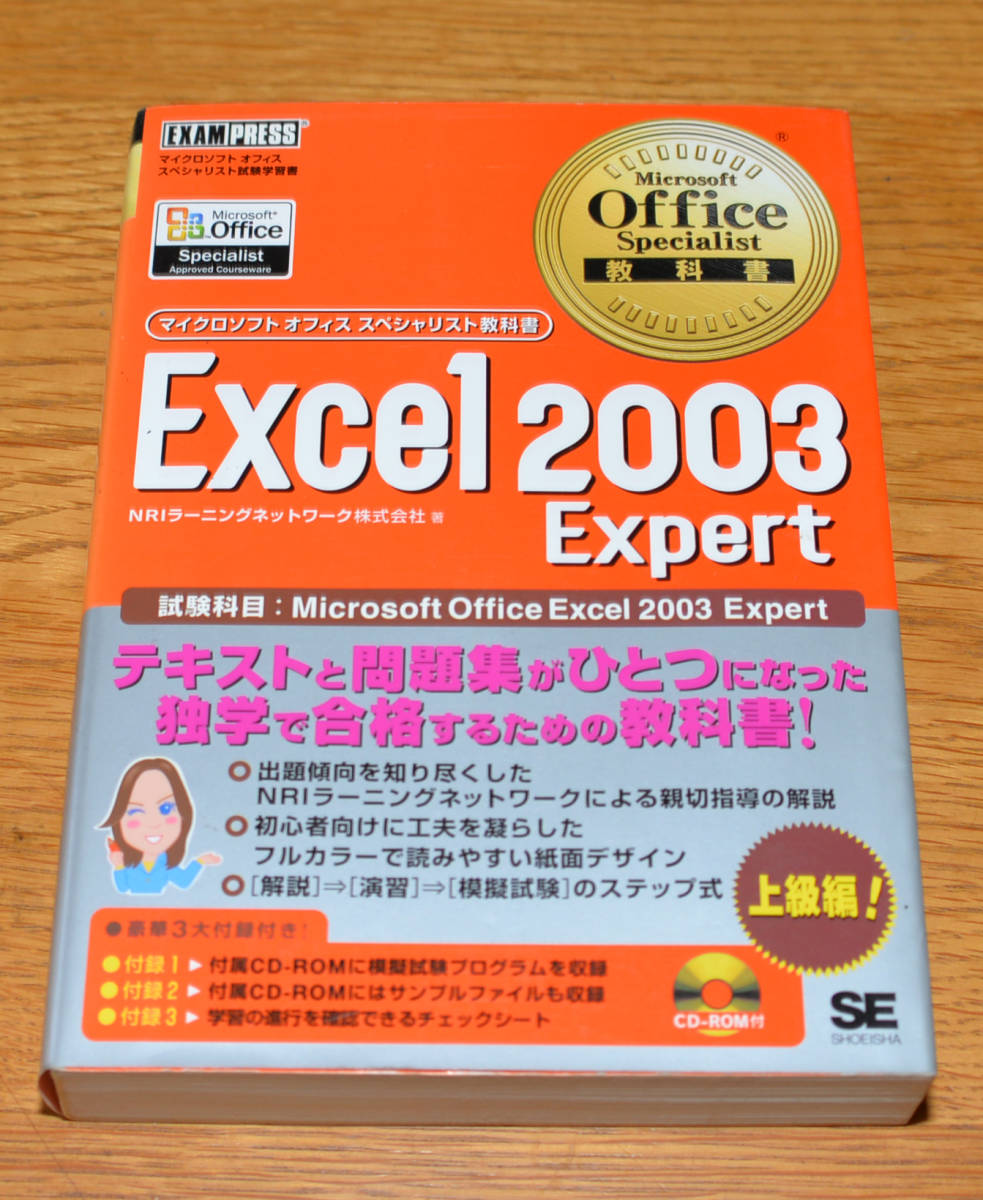 EXAMPRESS®
マイクロソフト オフィス
スペシャリスト試験学習書
Microsoft®
Office
Specialist
Approved Courseware
®
Microsoft
Office
Specialist
教科書
マイクロソフト オフィス スペシャリスト教科書
Excel 2003
Expert
NRIラーニングネットワーク株式会社 著
試験科目：Microsoft Office Excel 2003 Expert
テキストと問題集がひとつになった
独学で合格するための教科書！
○ 出題傾向を知り尽くした
NRIラーニングネットワークによる親切指導の解説
○ 初心者向けに工夫を凝らした
フルカラーで読みやすい紙面デザイン
○ [解説]⇒[演習]⇒[模擬試験]のステップ式
上級編！
●豪華3大付録付き！
●付録1 ▶ 付属CD-ROMに模擬試験プログラムを収録
●付録2 ▶ 付属CD-ROMにはサンプルファイルも収録
●付録3 ▶ 学習の進行を確認できるチェックシート
CD-ROM付
SE
SHOEISHA